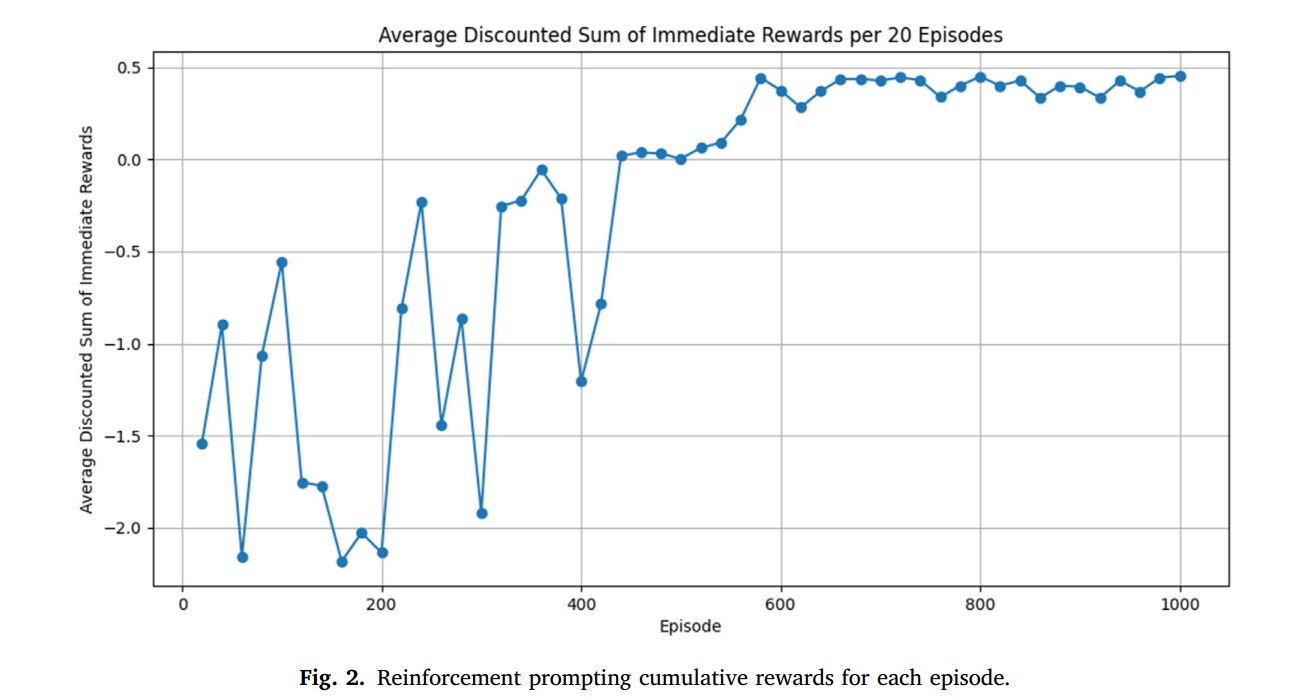 Average Discounted Sum of Immediate Rewards per 20 Episodes
Average Discounted Sum of Immediate Rewards
0.5
0.0
−0.5
−1.0
−1.5
−2.0
0 200 400 600 800 1000
Episode
Fig. 2. Reinforcement prompting cumulative rewards for each episode.